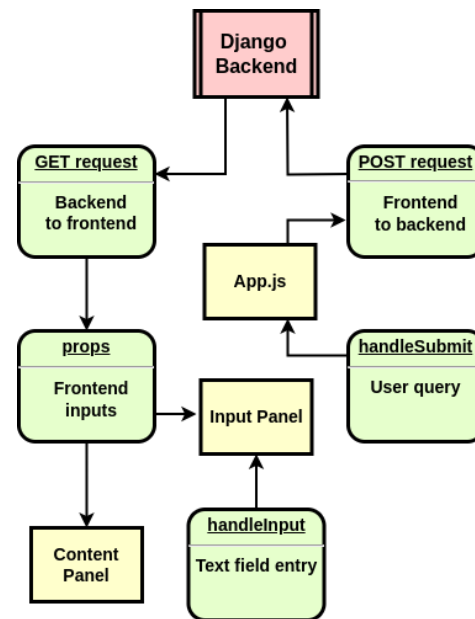 Django
Backend
GET request
Backend
to frontend
POST request
Frontend
to backend
App.js
props
Frontend
inputs
handleSubmit
User query
Input Panel
Content
Panel
handleInput
Text field entry